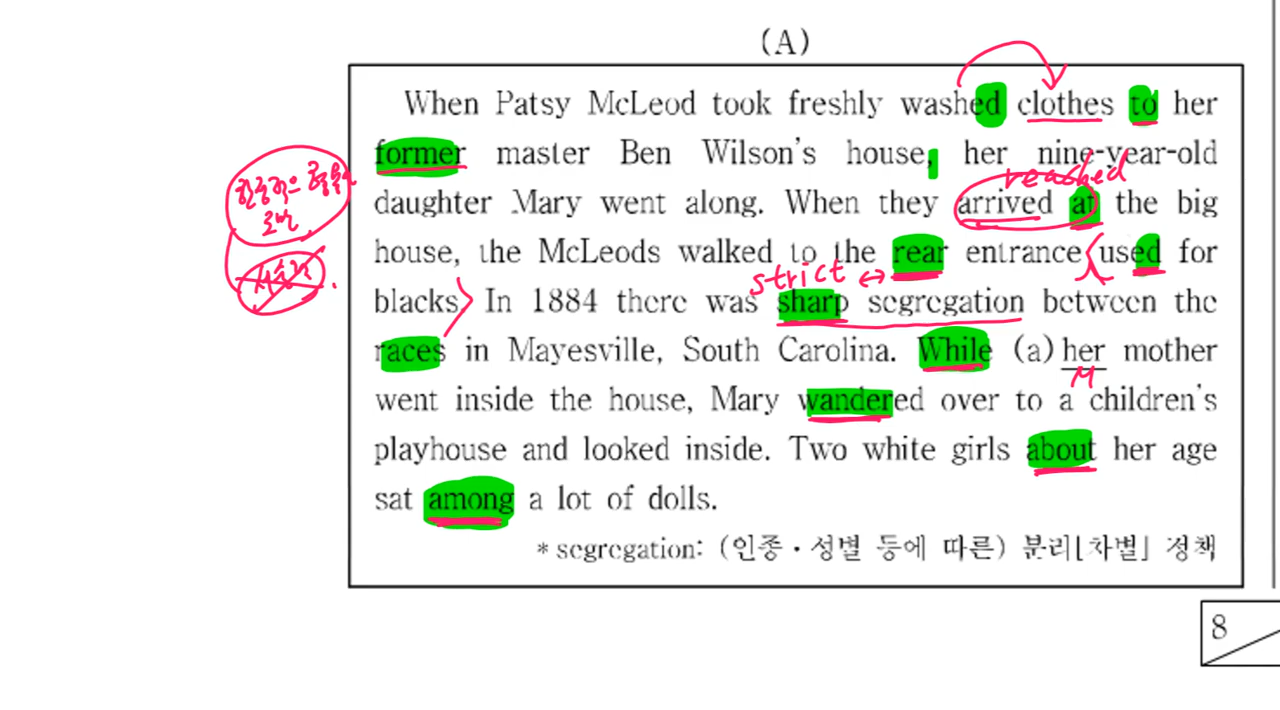 (A)
When Patsy McLeod took freshly washed clothes to her
former master Ben Wilson's house, her nine-year-old
reached
daughter Mary went along. When they arrived at the big
house, the McLeods walked to the rear entrance used for
strict ↔
blacks. In 1884 there was sharp segregation between the
races in Mayesville, South Carolina. While (a) her mother
M
went inside the house, Mary wandered over to a children's
playhouse and looked inside. Two white girls about her age
sat among a lot of dolls.
* segregation: (인종·성별 등에 따른) 분리[차별] 정책
8